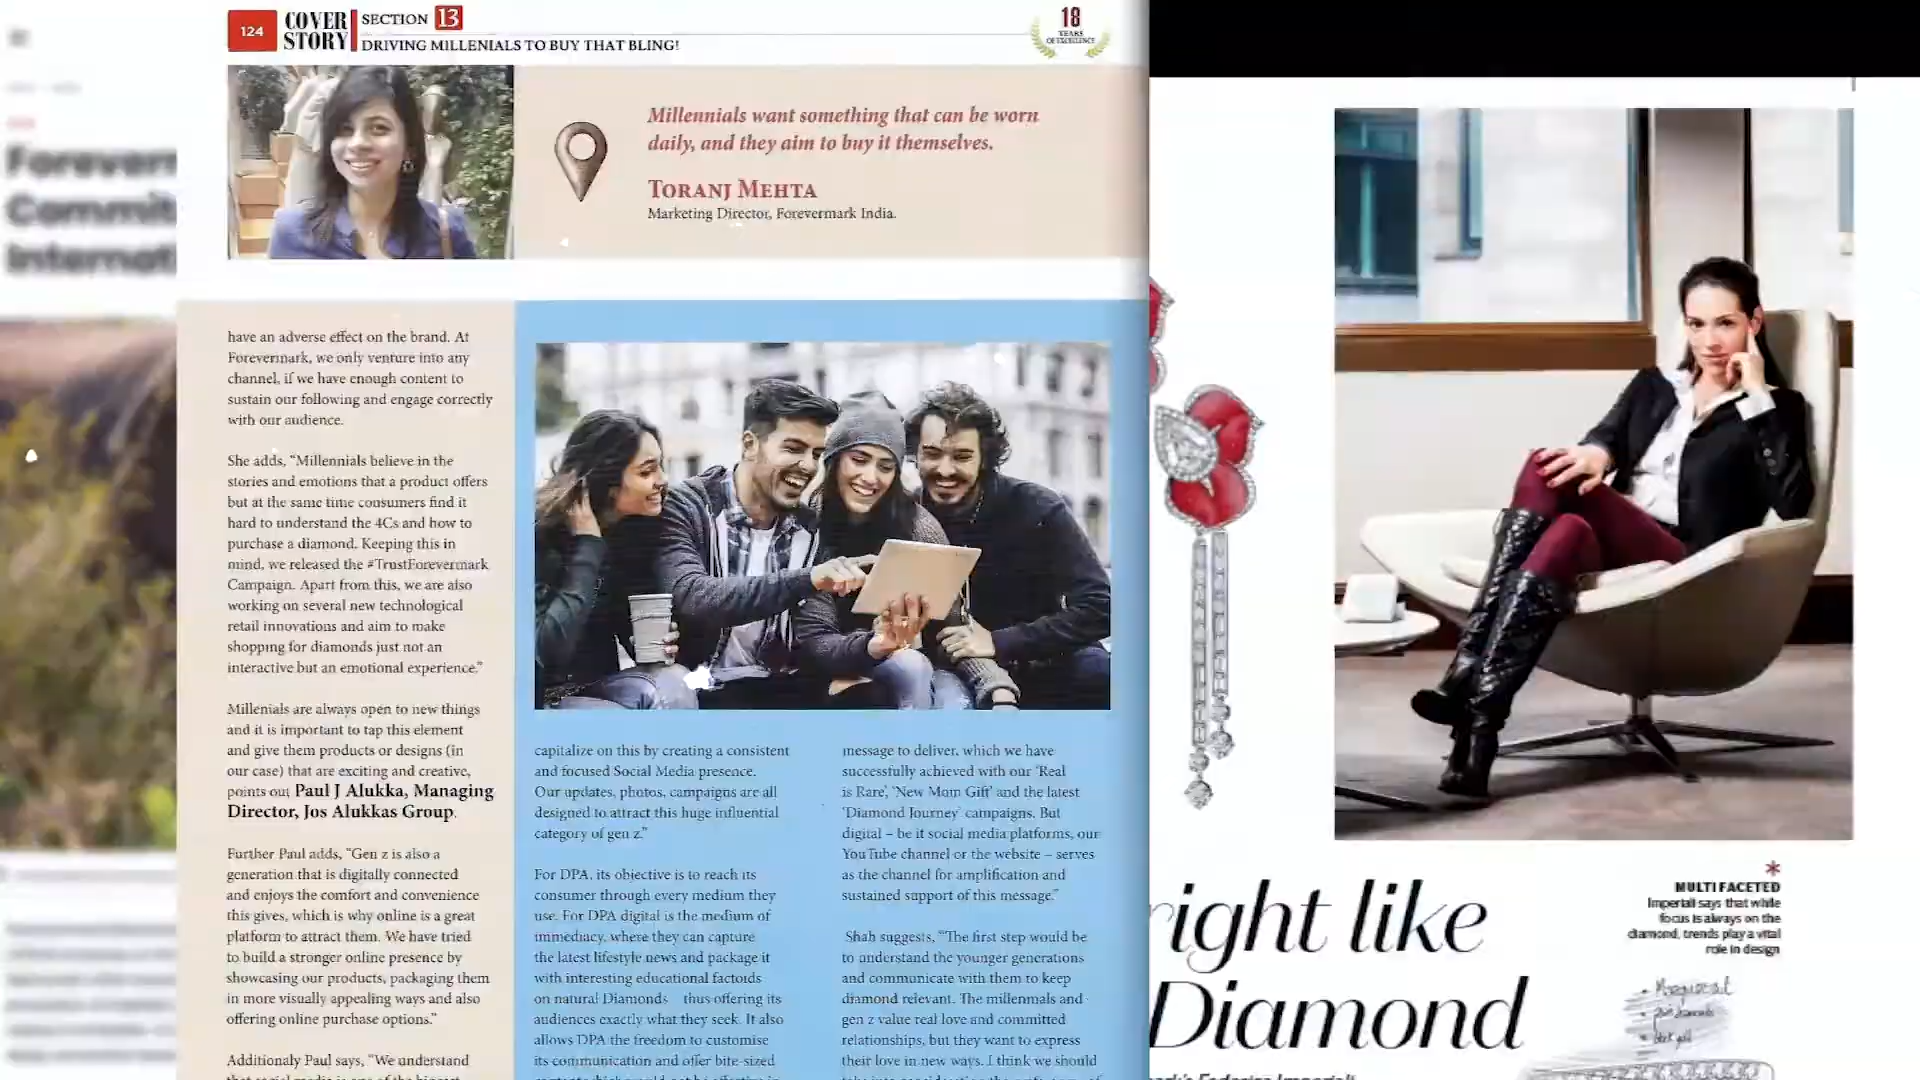 124
COVER STORY
SECTION 13
DRIVING MILLENIALS TO BUY THAT BLING!
18
YEARS
OF EXCELLENCE
Millennials want something that can be worn
daily, and they aim to buy it themselves.
TORANJ MEHTA
Marketing Director, Forevermark India.
have an adverse effect on the brand. At
Forevermark, we only venture into any
channel, if we have enough content to
sustain our following and engage correctly
with our audience.
She adds, “Millennials believe in the
stories and emotions that a product offers
but at the same time consumers find it
hard to understand the 4Cs and how to
purchase a diamond. Keeping this in
mind, we released the #TrustForevermark
Campaign. Apart from this, we are also
working on several new technological
retail innovations and aim to make
shopping for diamonds just not an
interactive but an emotional experience.”
Millenials are always open to new things
and it is important to tap this element
and give them products or designs (in
our case) that are exciting and creative,
points out Paul J Alukka, Managing
Director, Jos Alukkas Group.
Further Paul adds, “Gen z is also a
generation that is digitally connected
and enjoys the comfort and convenience
this gives, which is why online is a great
platform to attract them. We have tried
to build a stronger online presence by
showcasing our products, packaging them
in more visually appealing ways and also
offering online purchase options.”
Additionaly Paul says, “We understand
capitalize on this by creating a consistent
and focused Social Media presence.
Our updates, photos, campaigns are all
designed to attract this huge influential
category of gen z.”
For DPA, its objective is to reach its
consumer through every medium they
use. For DPA digital is the medium of
immediacy, where they can capture
the latest lifestyle news and package it
with interesting educational factoids
on natural Diamonds thus offering its
audiences exactly what they seek. It also
allows DPA the freedom to customise
its communication and offer bite-sized
message to deliver, which we have
successfully achieved with our ‘Real
is Rare’, ‘New Mom Gift’ and the latest
‘Diamond Journey’ campaigns. But
digital – be it social media platforms, our
YouTube channel or the website – serves
as the channel for amplification and
sustained support of this message.”
Shah suggests, “The first step would be
to understand the younger generations
and communicate with them to keep
diamond relevant. The millennials and
gen z value real love and committed
relationships, but they want to express
their love in new ways. I think we should
right like
Diamond
*
MULTIFACETED
Imperiali says that while
focus is always on the
diamond, trends play a vital
role in design
Forevermark
Commit
Internat